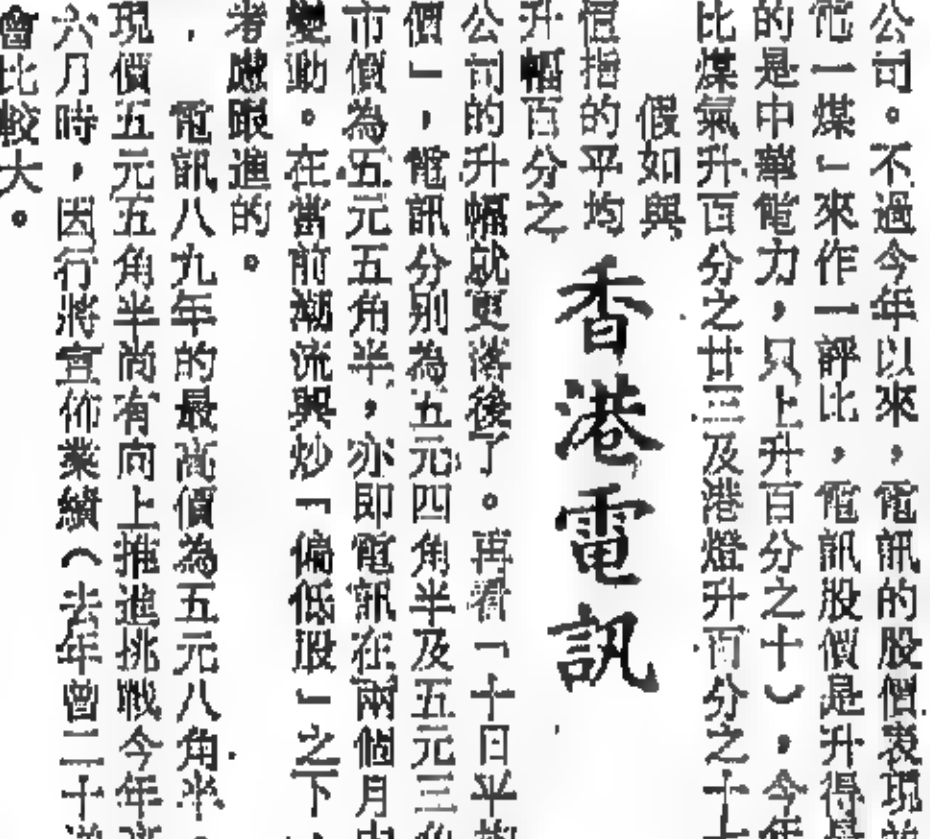 公司。不過今年以來，電訊的股價表現
電一煤」來作一評比，電訊股價是升得
的是中華電力，只上升百分之十），今年
比煤氣升百分之廿三及港燈升百分之十
假如與
恒指的平均
升幅百分之
香港電訊
公司的升幅就更落後了。再看「十日平均
價」，電訊分別為五元四角半及五元三角
市價為五元五角半，亦即電訊在兩個月內
變動。在當前潮流興炒「偏低股」之下，
考慮跟進的。
電訊八九年的最高價為五元八角半，
現價五元五角半尚有向上推進挑戰今年高
六月時，因行將宣佈業績（去年曾二十
會比較大。